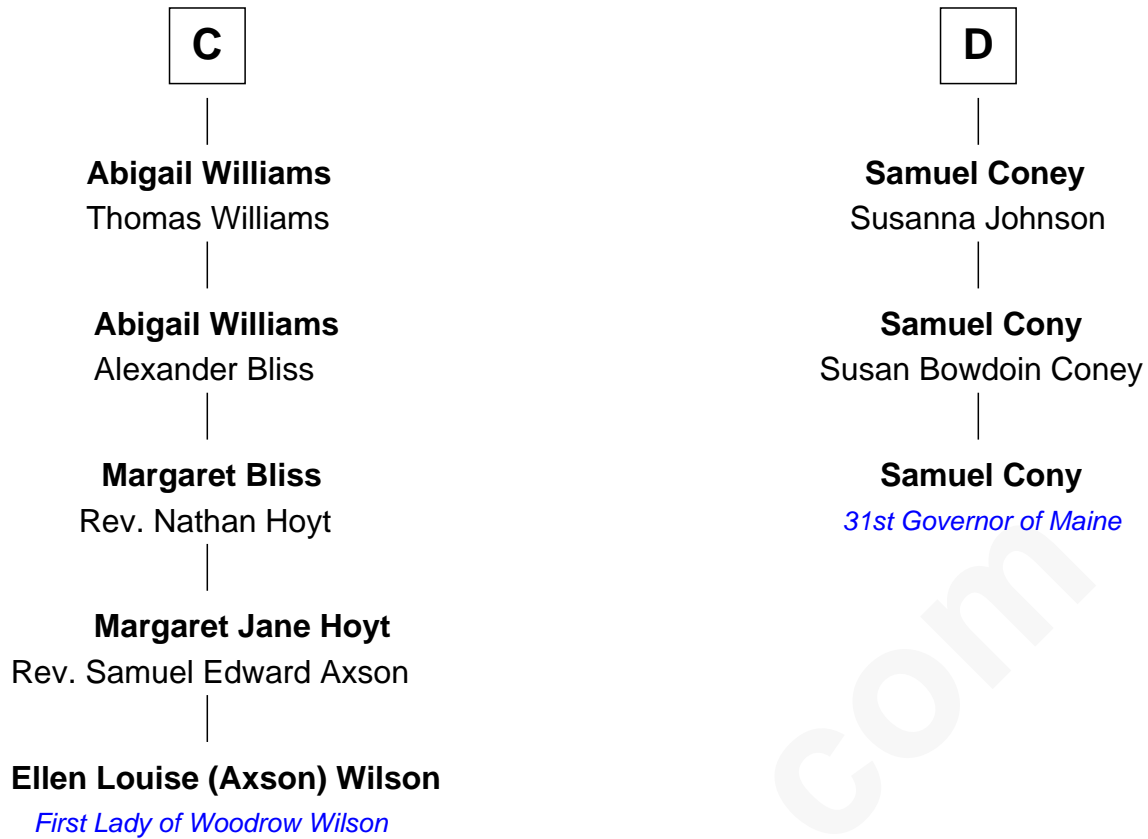 C
Abigail Williams
Thomas Williams
Abigail Williams
Alexander Bliss
Margaret Bliss
Rev. Nathan Hoyt
Margaret Jane Hoyt
Rev. Samuel Edward Axson
Ellen Louise (Axson) Wilson
First Lady of Woodrow Wilson
D
Samuel Coney
Susanna Johnson
Samuel Cony
Susan Bowdoin Coney
Samuel Cony
31st Governor of Maine
com